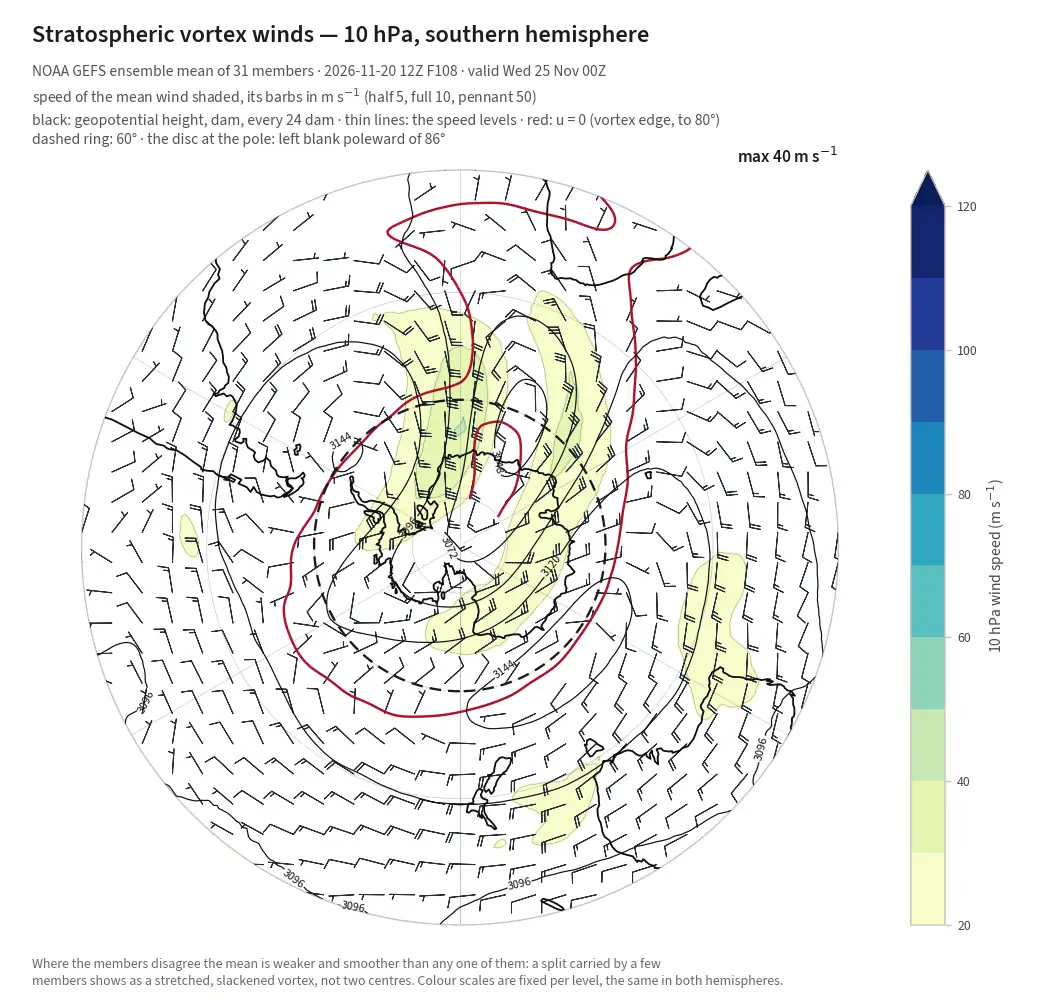 Stratospheric vortex winds — 10 hPa, southern hemisphere
NOAA GEFS ensemble mean of 31 members · 2026-11-20 12Z F108 · valid Wed 25 Nov 00Z
speed of the mean wind shaded, its barbs in m s⁻¹ (half 5, full 10, pennant 50)
black: geopotential height, dam, every 24 dam · thin lines: the speed levels · red: u = 0 (vortex edge, to 80°)
dashed ring: 60° · the disc at the pole: left blank poleward of 86°
max 40 m s⁻¹
120
100
80
60
40
20
10 hPa wind speed (m s⁻¹)
3144
3072
3120
3144
3096
3096
3096
3096
3096
Where the members disagree the mean is weaker and smoother than any one of them: a split carried by a few
members shows as a stretched, slackened vortex, not two centres. Colour scales are fixed per level, the same in both hemispheres.